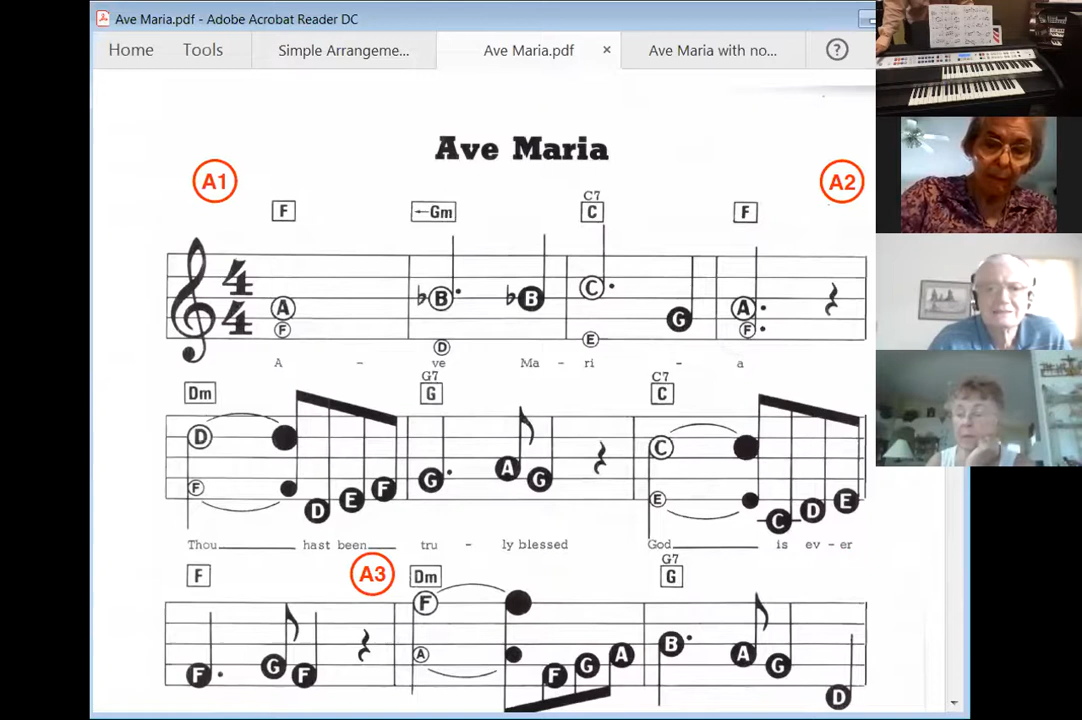 Ave Maria.pdf - Adobe Acrobat Reader DC
Home Tools Simple Arrangeme... Ave Maria.pdf × Ave Maria with no... ?
Ave Maria
A1 A2
C7
F ←Gm C F
4 4
A ♭B ♭B C G A
F D E F
A - ve Ma - ri - a
G7 C7
Dm G C
D D E F G A G C C D E
F E
Thou hast been tru - ly blessed God is ev - er
A3 G7
F Dm G
F G F F F G A B A G D
A